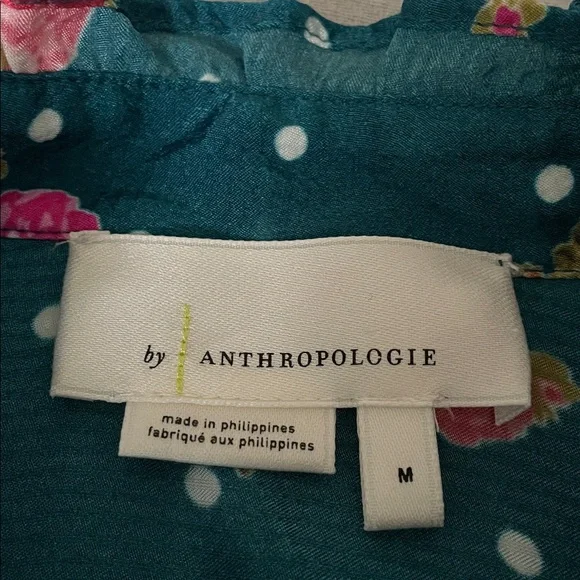 by | ANTHROPOLOGIE
made in philippines
fabriqué aux philippines
M